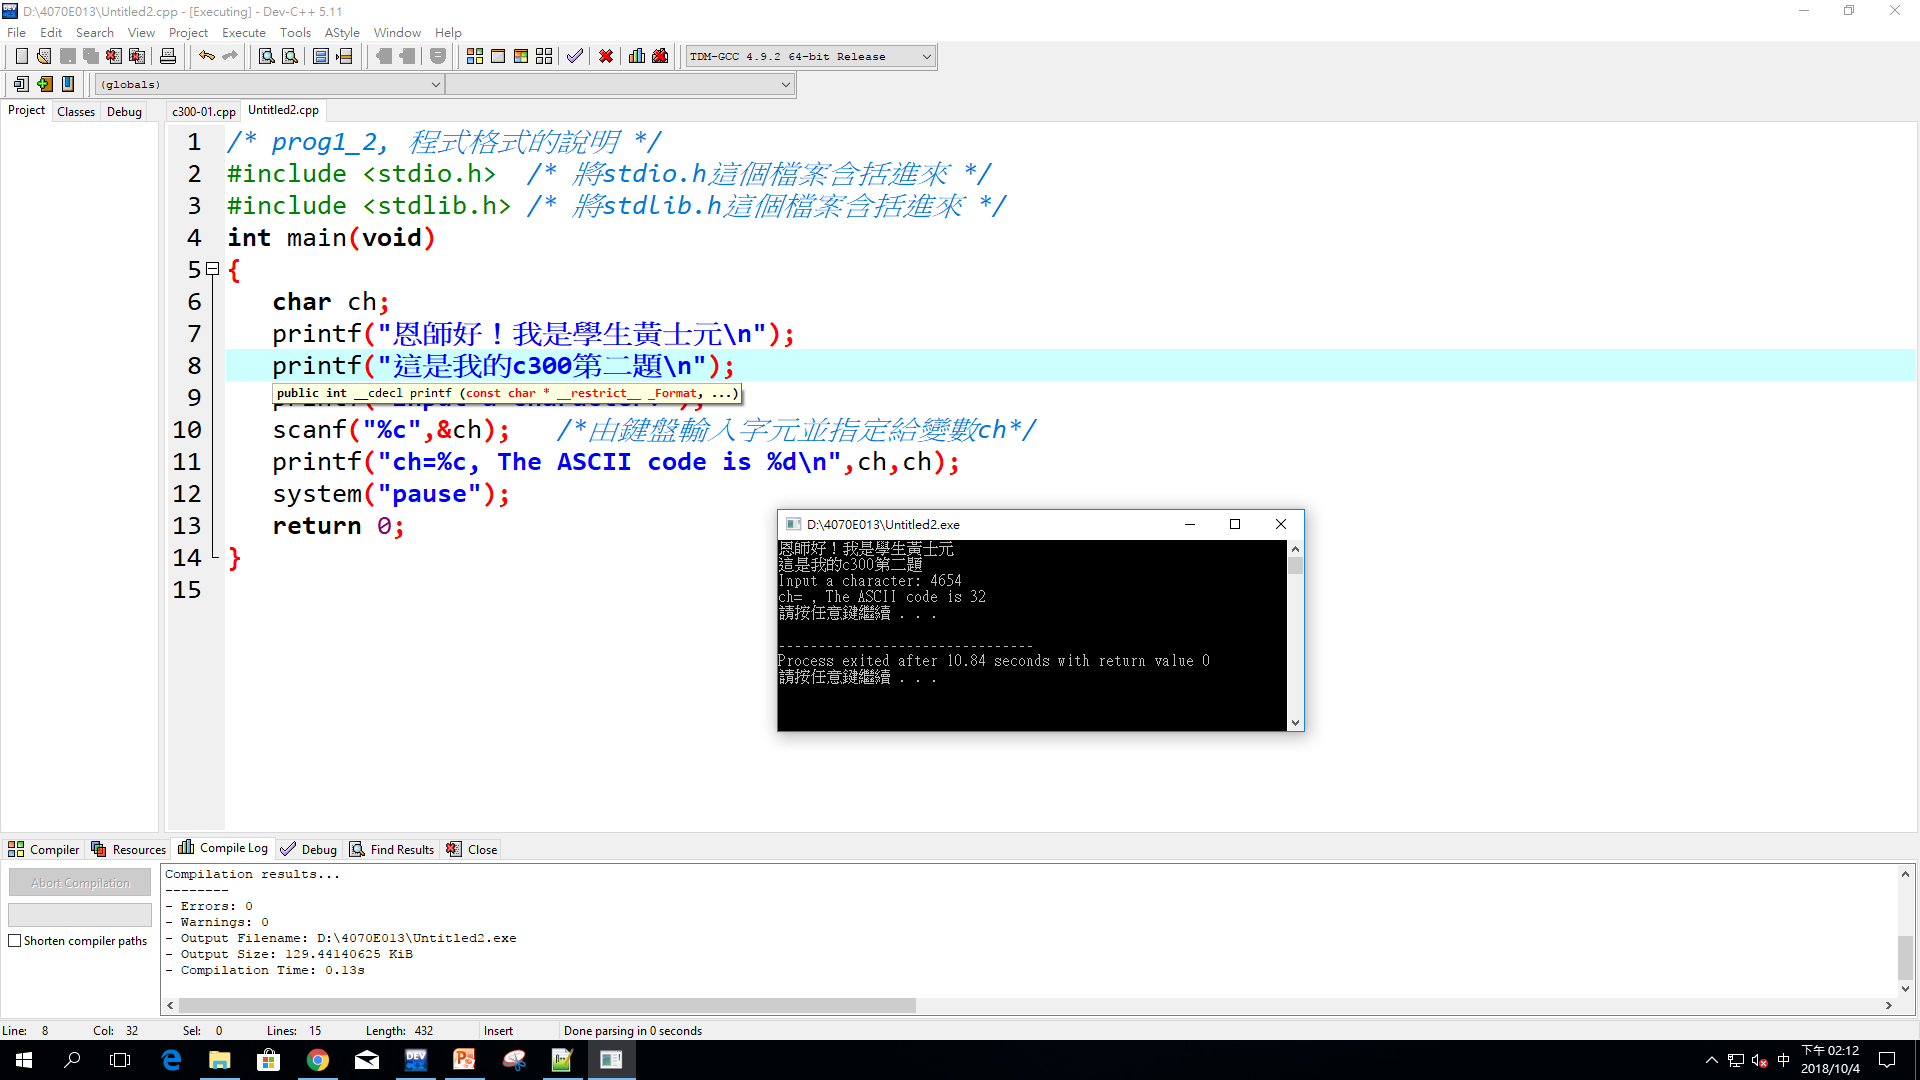 D:\4070E013\Untitled2.cpp - [Executing] - Dev-C++ 5.11
File Edit Search View Project Execute Tools AStyle Window Help
TDM-GCC 4.9.2 64-bit Release
(globals)
Project Classes Debug
c300-01.cpp Untitled2.cpp
1 /* prog1_2, 程式格式的說明 */
2 #include <stdio.h> /* 將stdio.h這個檔案含括進來 */
3 #include <stdlib.h> /* 將stdlib.h這個檔案含括進來 */
4 int main(void)
5 {
6 char ch;
7 printf("恩師好！我是學生黃士元\n");
8 printf("這是我的c300第二題\n");
public int __cdecl printf (const char * __restrict__ _Format, ...)
9
10 scanf("%c",&ch); /*由鍵盤輸入字元並指定給變數ch*/
11 printf("ch=%c, The ASCII code is %d\n",ch,ch);
12 system("pause");
13 return 0;
14 }
15
D:\4070E013\Untitled2.exe
恩師好！我是學生黃士元
這是我的c300第二題
Input a character: 4654
ch= , The ASCII code is 32
請按任意鍵繼續 . . .
--------------------------------
Process exited after 10.84 seconds with return value 0
請按任意鍵繼續 . . .
Compiler Resources Compile Log Debug Find Results Close
Abort Compilation
Shorten compiler paths
Compilation results...
--------
- Errors: 0
- Warnings: 0
- Output Filename: D:\4070E013\Untitled2.exe
- Output Size: 129.44140625 KiB
- Compilation Time: 0.13s
Line: 8 Col: 32 Sel: 0 Lines: 15 Length: 432 Insert Done parsing in 0 seconds
中
下午 02:12
2018/10/4